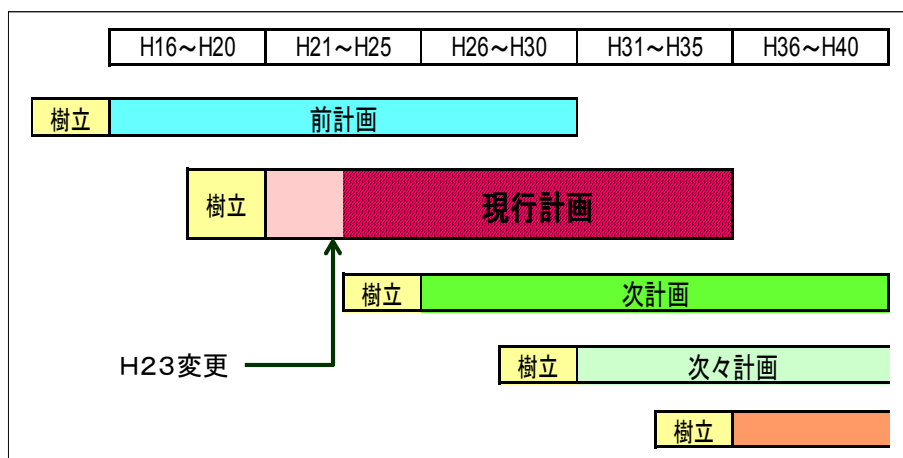 H16～H20 H21～H25 H26～H30 H31～H35 H36～H40
樹立 前計画
樹立 現行計画
樹立 次計画
H23変更
樹立 次々計画
樹立